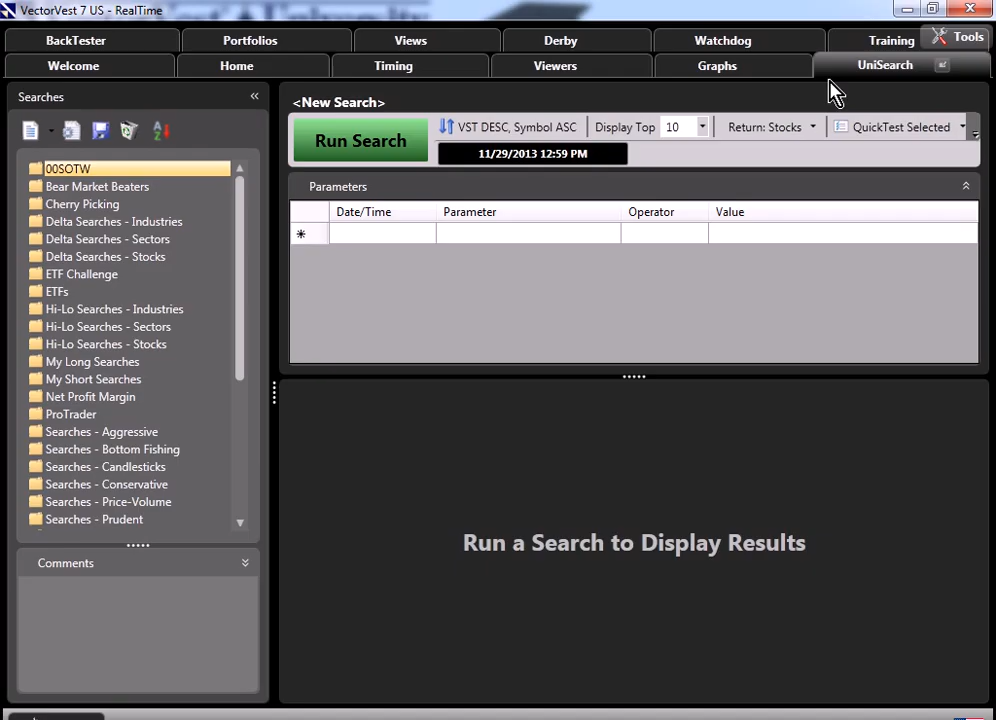 VectorVest 7 US - RealTime
BackTester Portfolios Views Derby Watchdog Training Tools
Welcome Home Timing Viewers Graphs UniSearch
Searches
<New Search>
Run Search
VST DESC, Symbol ASC Display Top 10 Return: Stocks QuickTest Selected
11/29/2013 12:59 PM
Parameters
Date/Time Parameter Operator Value
00SOTW
Bear Market Beaters
Cherry Picking
Delta Searches - Industries
Delta Searches - Sectors
Delta Searches - Stocks
ETF Challenge
ETFs
Hi-Lo Searches - Industries
Hi-Lo Searches - Sectors
Hi-Lo Searches - Stocks
My Long Searches
My Short Searches
Net Profit Margin
ProTrader
Searches - Aggressive
Searches - Bottom Fishing
Searches - Candlesticks
Searches - Conservative
Searches - Price-Volume
Searches - Prudent
Comments
Run a Search to Display Results